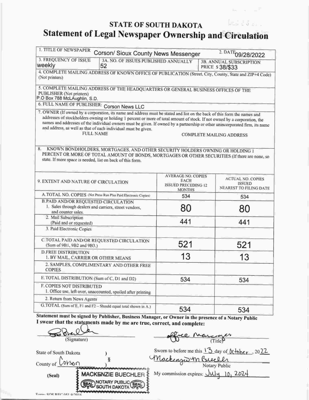 STATE OF SOUTH DAKOTA
Statement of Legal Newspaper Ownership and Circulation
1. TITLE OF NEWSPAPER Corson/ Sioux County News Messenger 2. DATE 09/28/2022
3. FREQUENCY OF ISSUE weekly
3A. NO. OF ISSUES PUBLISHED ANNUALLY 52
3B. ANNUAL SUBSCRIPTION PRICE $ 38/$33
4. COMPLETE MAILING ADDRESS OF KNOWN OFFICE OF PUBLICATION (Street, City, County, State and ZIP+4 Code)
(Not printers)
5. COMPLETE MAILING ADDRESS OF THE HEADQUARTERS OR GENERAL BUSINESS OFFICES OF THE
PUBLISHER (Not printers)
P.O Box 788 McLaughlin, S.D.
6. FULL NAME OF PUBLISHER: Corson News LLC
7. OWNER (If owned by a corporation, its name and address must be stated and list on the back of this form the names and
addresses of stockholders owning or holding 1 percent or more of total amount of stock. If not owned by a corporation, the
names and addresses of the individual owners must be given. If owned by a partnership or other unincorporated firm, its name
and address, as well as that of each individual must be given).
FULL NAME COMPLETE MAILING ADDRESS
8. KNOWN BONDHOLDERS, MORTGAGES, AND OTHER SECURITY HOLDERS OWNING OR HOLDING 1
PERCENT OR MORE OF TOTAL AMOUNT OF BONDS, MORTGAGES OR OTHER SECURITIES (If there are none, so
state. If more space is needed, list on back of this form.
9. EXTENT AND NATURE OF CIRCULATION
AVERAGE NO. COPIES
EACH
ISSUED PRECEDING 12
MONTHS
ACTUAL NO. COPIES
ISSUED
NEAREST TO FILING DATE
A. TOTAL NO. COPIES 534 534
B. PAID AND/OR REQUESTED CIRCULATION
1. Sales through dealers and carriers, street vendors,
and counter sales. 80 80
2. Mail Subscription
(Paid and or requested) 441 441
3. Paid Electronic Copies
C. TOTAL PAID AND/OR REQUESTED CIRCULATION
(Sum of 9B1, 9B2 and 9B3.) 521 521
D. FREE DISTRIBUTION
1. BY MAIL, CARRIER OR OTHER MEANS 13 13
2. SAMPLES, COMPLIMENTARY AND OTHER FREE
COPIES
E. TOTAL DISTRIBUTION (Sum of C, D1 and D2) 534 534
F. COPIES NOT DISTRIBUTED
1. Office use, left over, unaccounted, spoiled after printing
2. Return from News Agents
G. TOTAL (Sum of E, F1 and F2 - Should equal total shown in A.) 534 534
Statement must be signed by Publisher, Business Manager, or Owner in the presence of a Notary Public
I swear that the statements made by me are true, correct, and complete:
(Signature)
office manager
(Title)
State of South Dakota )
County of Corson )
Sworn to before me this 13 day of October, 2022
Mackenzie M Buechler
Notary Public
(Seal)
MACKENZIE BUECHLER
NOTARY PUBLIC
SOUTH DAKOTA
My commission expires: July 10, 2024